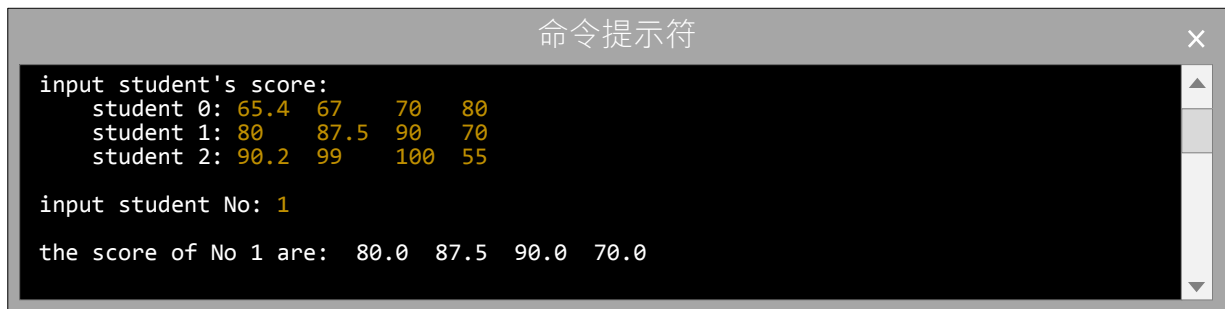 命令提示符
input student's score:
student 0: 65.4 67 70 80
student 1: 80 87.5 90 70
student 2: 90.2 99 100 55
input student No: 1
the score of No 1 are: 80.0 87.5 90.0 70.0